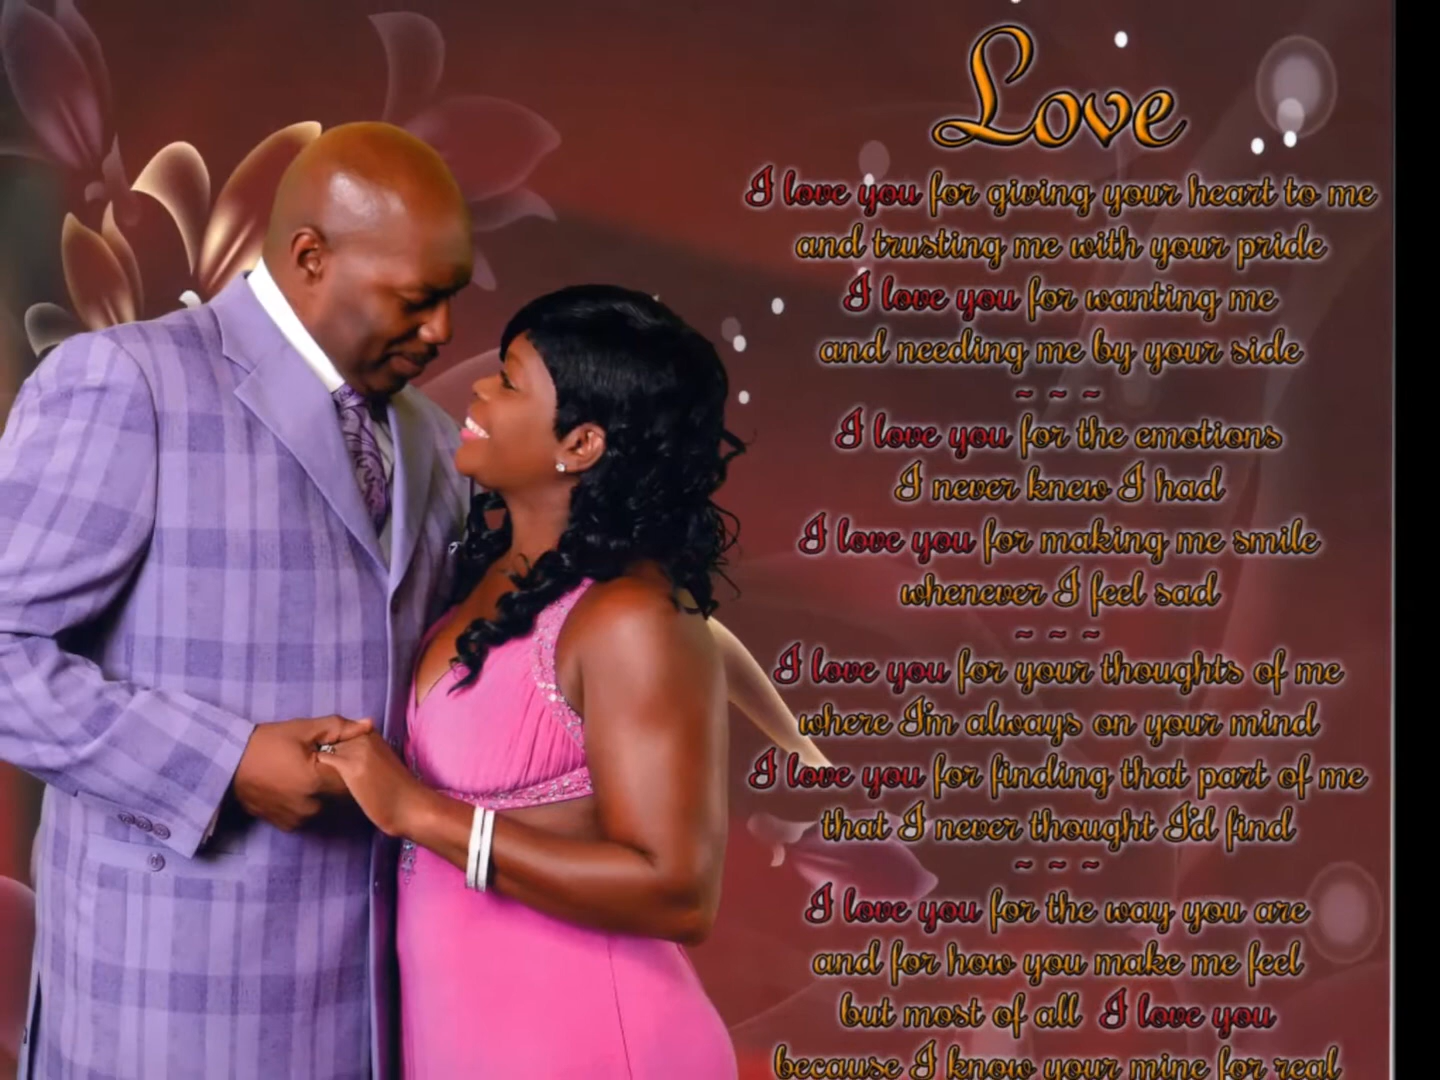 Love
I love you for giving your heart to me
and trusting me with your pride
I love you for wanting me
and needing me by your side
~ ~ ~
I love you for the emotions
I never knew I had
I love you for making me smile
whenever I feel sad
~ ~ ~
I love you for your thoughts of me
where I'm always on your mind
I love you for finding that part of me
that I never thought I'd find
~ ~ ~
I love you for the way you are
and for how you make me feel
but most of all I love you
because I know your mine for real